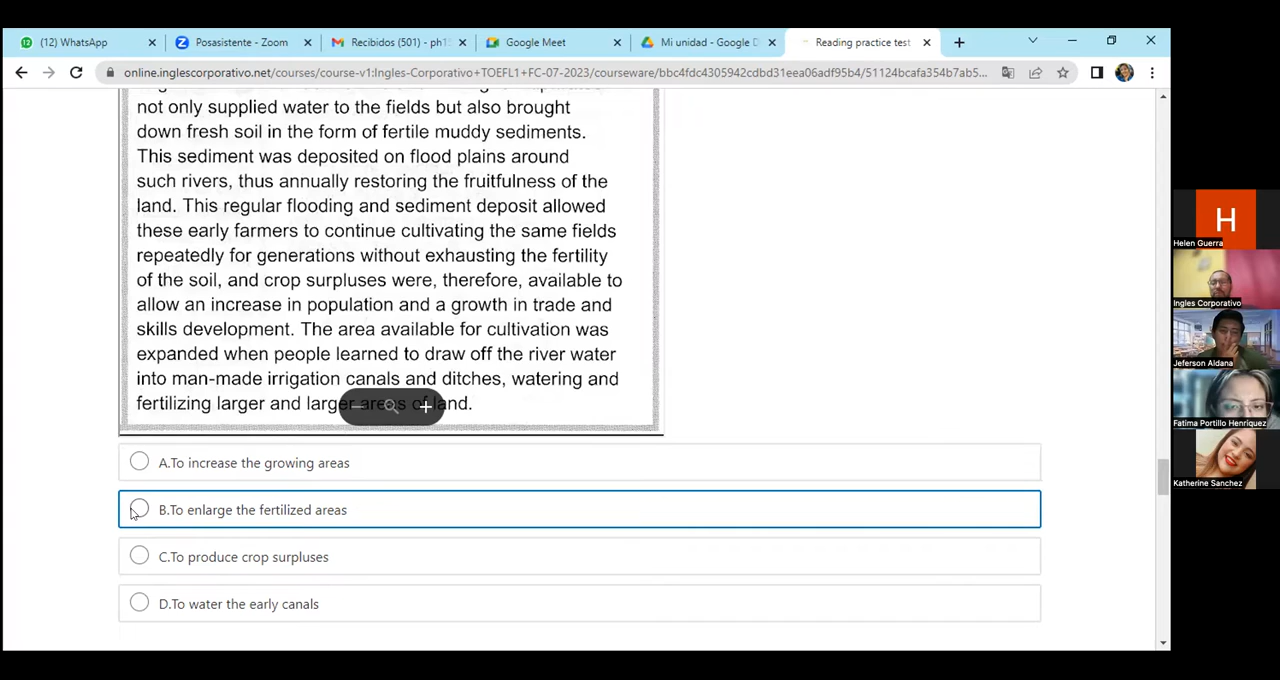 (12) WhatsApp
Posasistente - Zoom
Recibidos (501) - ph1
Google Meet
Mi unidad - Google D
Reading practice test
online.inglescorporativo.net/courses/course-v1:Ingles-Corporativo+TOEFL1+FC-07-2023/courseware/bbc4fdc4305942cdbd31eea06adf95b4/51124bcafa354b7ab5...
not only supplied water to the fields but also brought
down fresh soil in the form of fertile muddy sediments.
This sediment was deposited on flood plains around
such rivers, thus annually restoring the fruitfulness of the
land. This regular flooding and sediment deposit allowed
these early farmers to continue cultivating the same fields
repeatedly for generations without exhausting the fertility
of the soil, and crop surpluses were, therefore, available to
allow an increase in population and a growth in trade and
skills development. The area available for cultivation was
expanded when people learned to draw off the river water
into man-made irrigation canals and ditches, watering and
fertilizing larger and larger areas of land.
A.To increase the growing areas
B.To enlarge the fertilized areas
C.To produce crop surpluses
D.To water the early canals
H
Helen Guerra
Ingles Corporativo
Jeferson Aldana
Fatima Portillo Henriquez
Katherine Sanchez